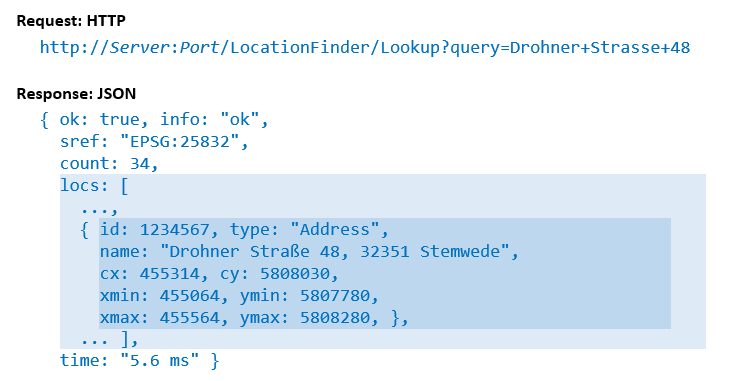 Request: HTTP
http://Server:Port/LocationFinder/Lookup?query=Drohner+Strasse+48
Response: JSON
{ ok: true, info: "ok",
sref: "EPSG:25832",
count: 34,
locs: [
...,
{ id: 1234567, type: "Address",
name: "Drohner Straße 48, 32351 Stemwede",
cx: 455314, cy: 5808030,
xmin: 455064, ymin: 5807780,
xmax: 455564, ymax: 5808280, },
... ],
time: "5.6 ms" }